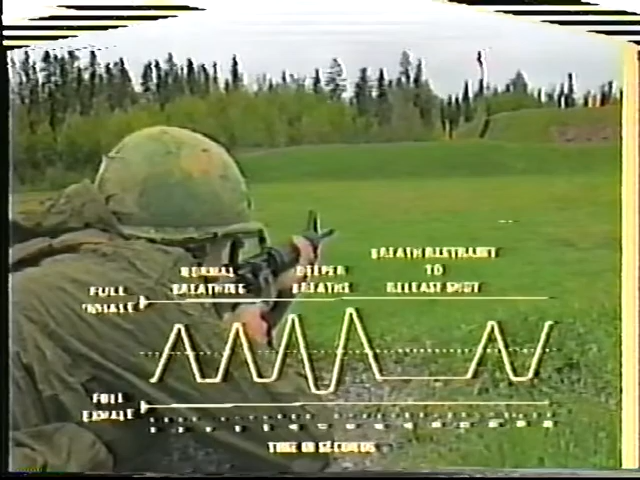 NORMAL
BREATHING
DEEPER
BREATHS
BREATH RESTRAINT
TO
RELEASE SHOT
FULL
INHALE
FULL
EXHALE
TIME IN SECONDS